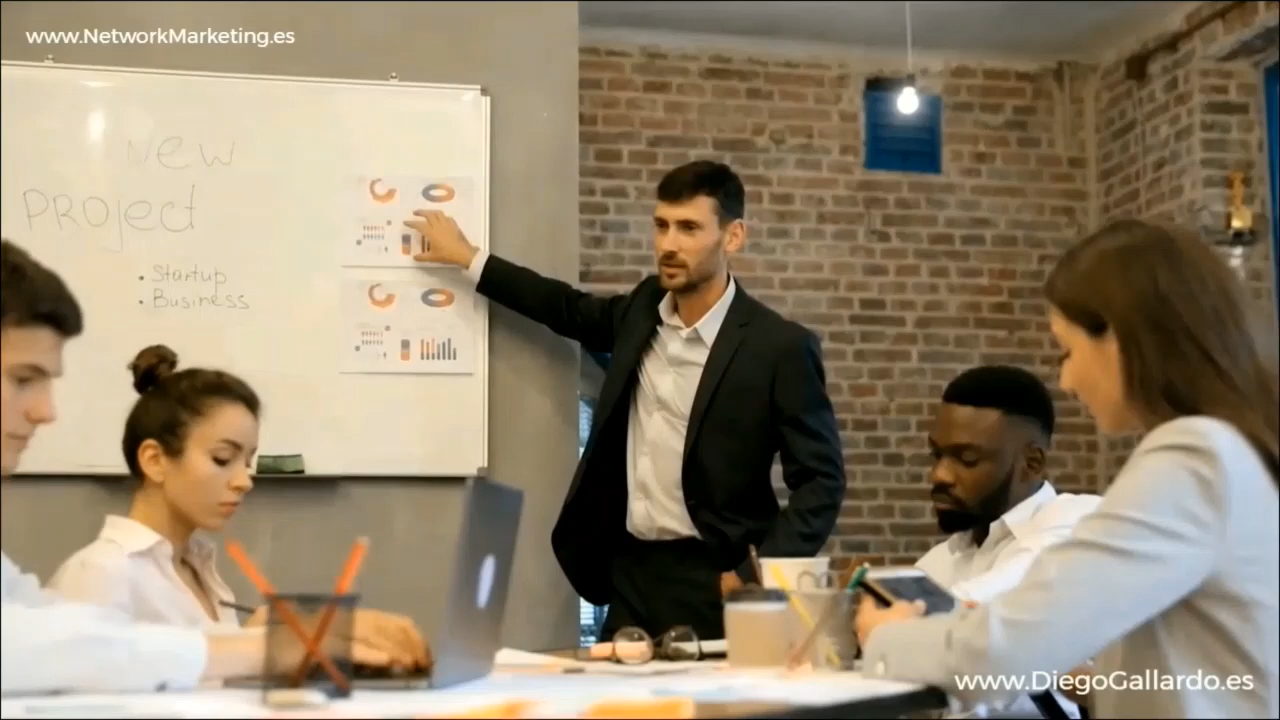 www.NetworkMarketing.es
New
PROject
• Startup
• Business
www.DiegoGallardo.es